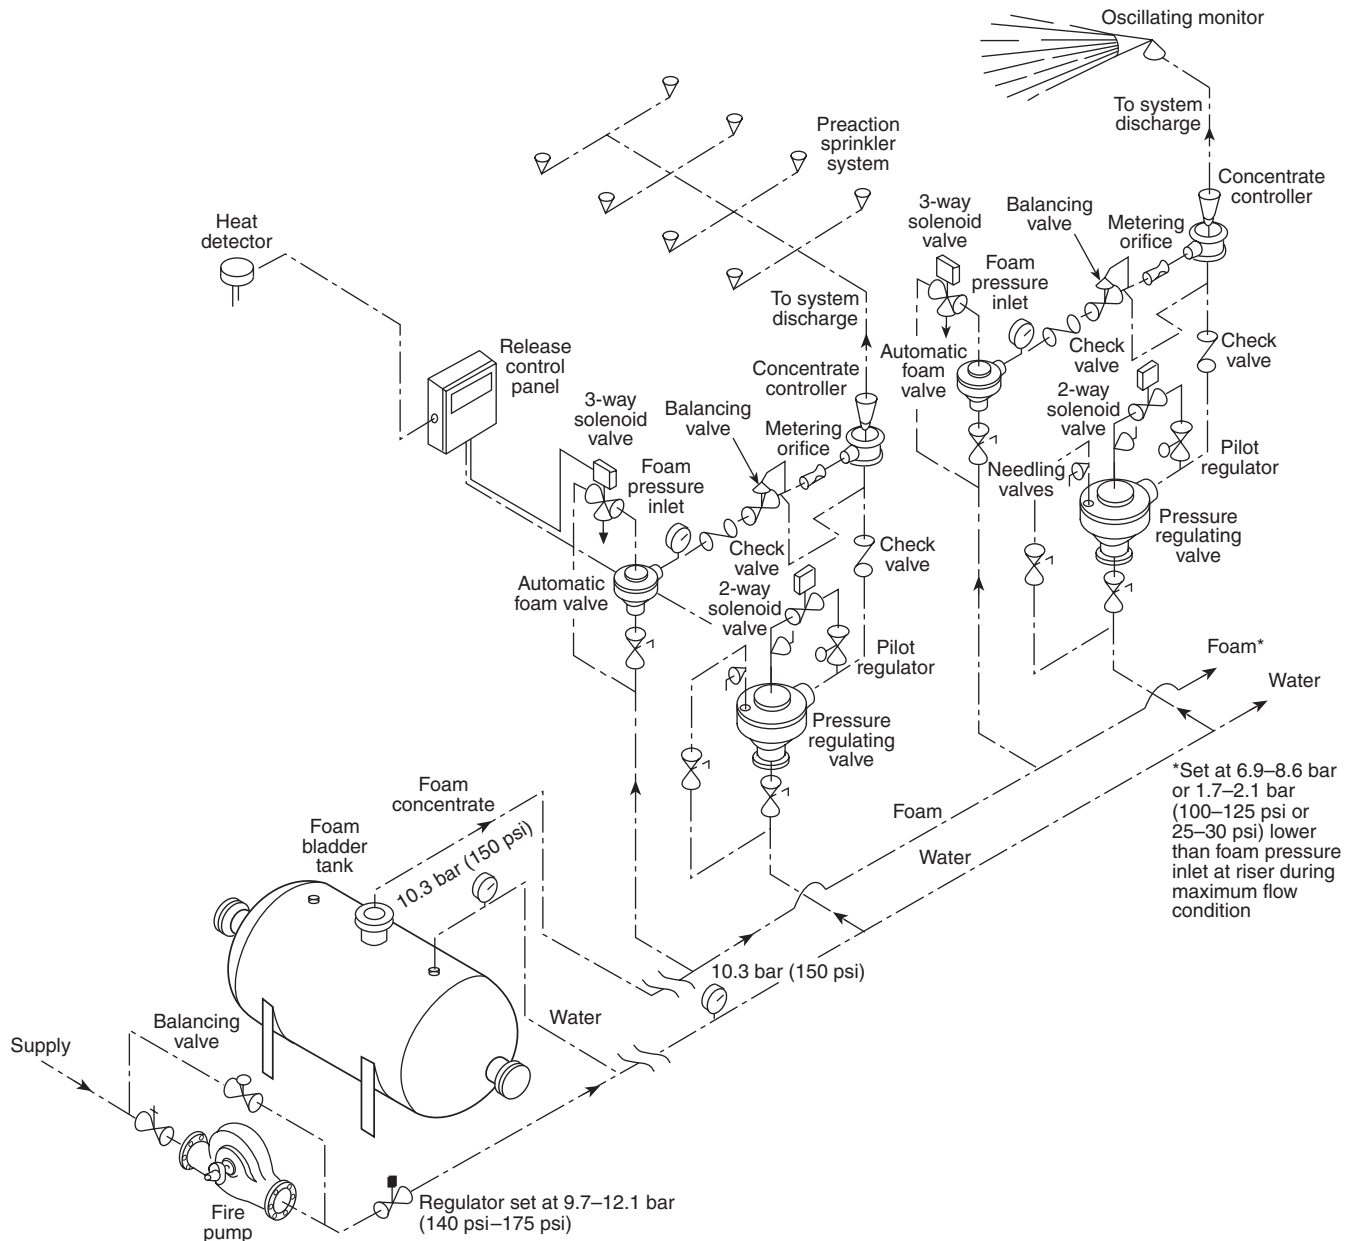 Oscillating monitor
To system
discharge
Preaction
sprinkler
system
Concentrate
controller
3-way
solenoid
valve
Balancing
valve
Metering
orifice
Heat
detector
Foam
pressure
inlet
To system
discharge
Release
control
panel
Automatic
foam
valve
Check
valve
Check
valve
Concentrate
controller
3-way
solenoid
valve
Balancing
valve
2-way
solenoid
valve
Metering
orifice
Foam
pressure
inlet
Needling
valves
Pilot
regulator
Pressure
regulating
valve
Check
valve
Check
valve
Automatic
foam valve
2-way
solenoid
valve
Pilot
regulator
Foam*
Water
Pressure
regulating
valve
*Set at 6.9–8.6 bar
or 1.7–2.1 bar
(100–125 psi or
25–30 psi) lower
than foam pressure
inlet at riser during
maximum flow
condition
Foam
concentrate
Foam
Foam
bladder
tank
10.3 bar (150 psi)
Water
10.3 bar (150 psi)
Water
Balancing
valve
Supply
Regulator set at 9.7–12.1 bar
(140 psi–175 psi)
Fire
pump